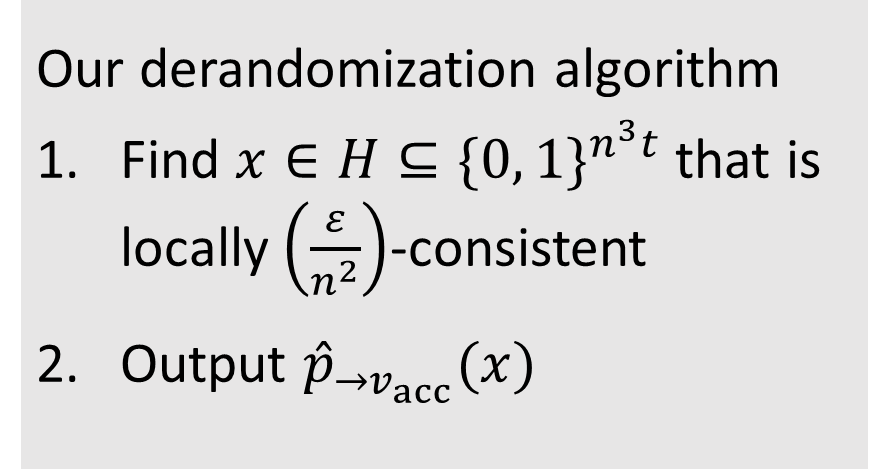 Our derandomization algorithm
1. Find 𝑥 ∈ 𝐻 ⊆ {0, 1}^{𝑛^3 𝑡} that is
locally (𝜀/𝑛^2)-consistent
2. Output 𝑝̂_{→𝑣_acc}(𝑥)